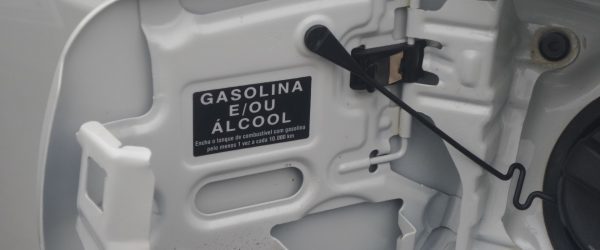 GASOLINA
E/OU
ÁLCOOL
Encha o tanque de combustível com gasolina
pelo menos 1 vez a cada 10.000 km